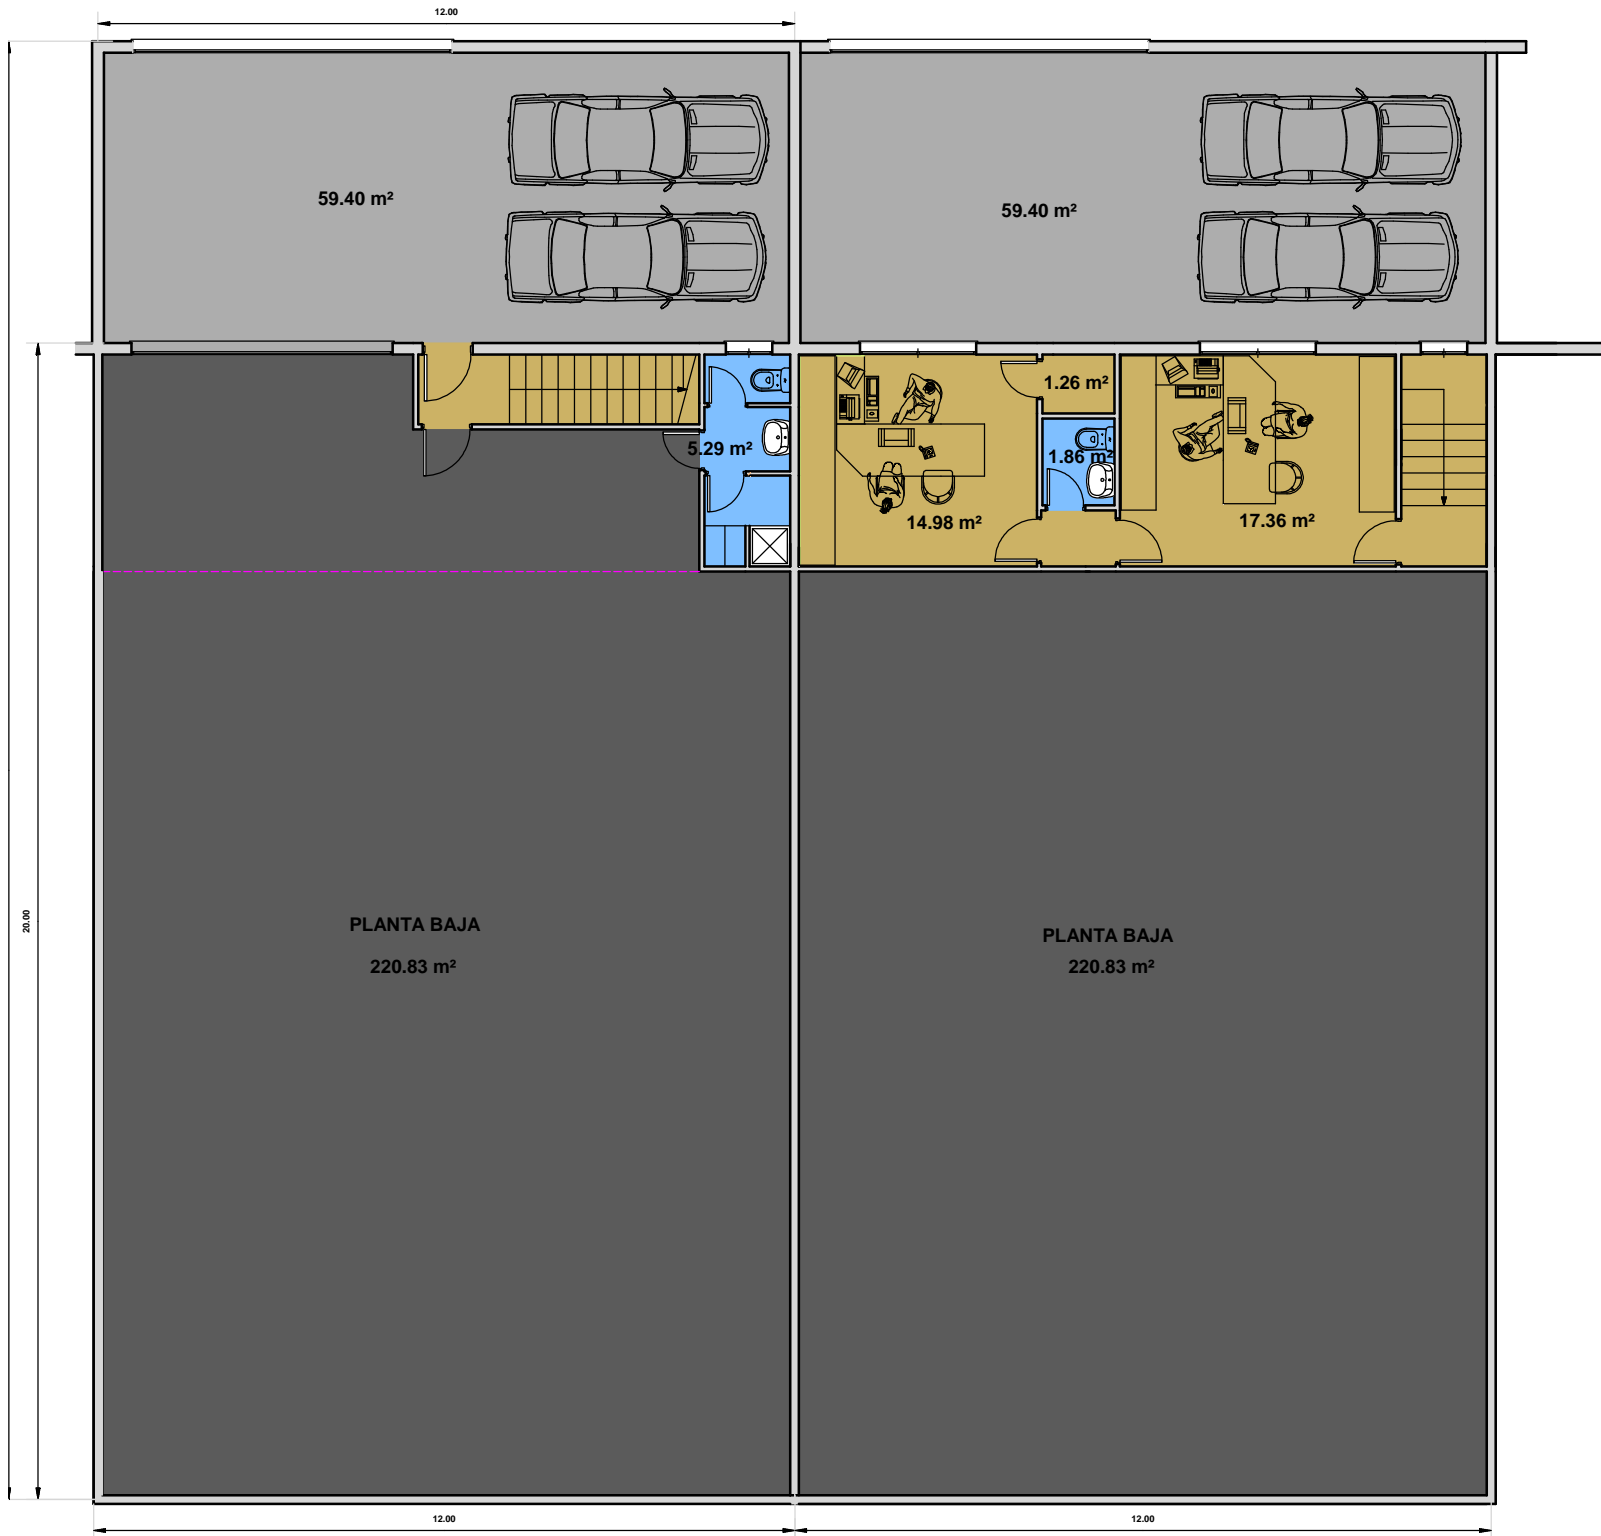 12.00
59.40 m²
59.40 m²
1.26 m²
5.29 m²
1.86 m²
14.98 m²
17.36 m²
20.00
PLANTA BAJA
220.83 m²
PLANTA BAJA
220.83 m²
12.00
12.00